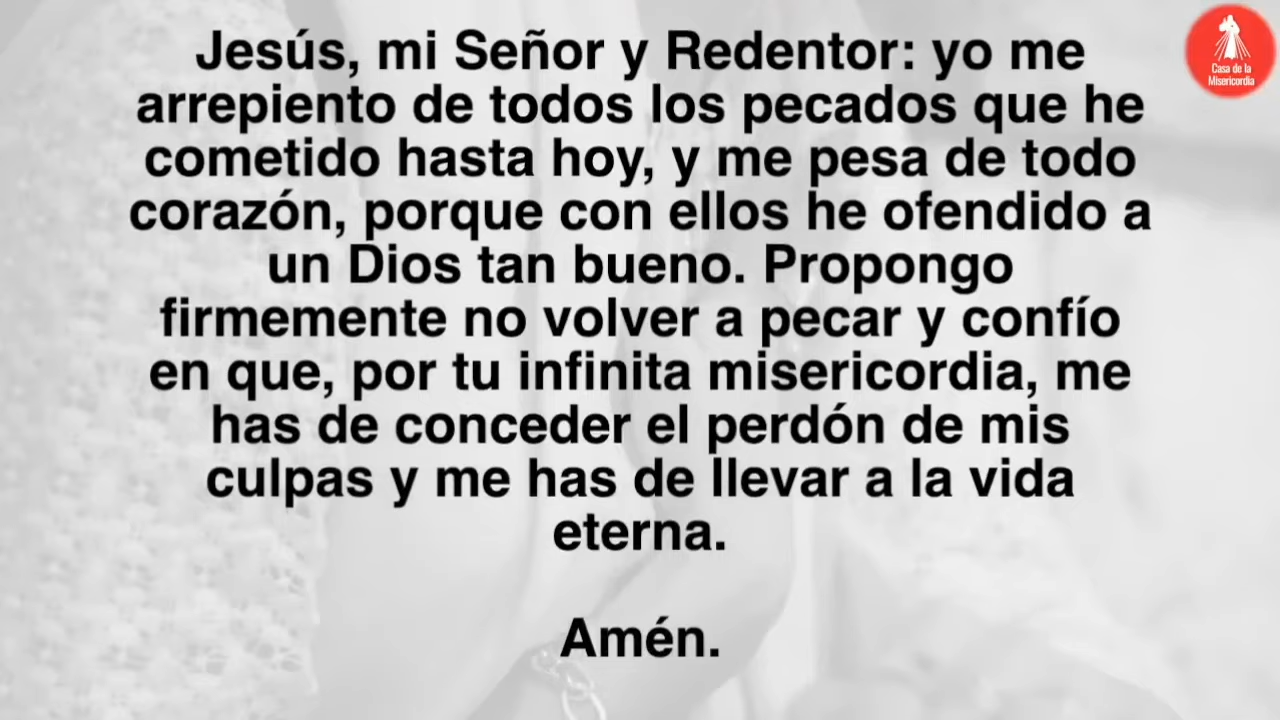 Jesús, mi Señor y Redentor: yo me
arrepiento de todos los pecados que he
cometido hasta hoy, y me pesa de todo
corazón, porque con ellos he ofendido a
un Dios tan bueno. Propongo
firmemente no volver a pecar y confío
en que, por tu infinita misericordia, me
has de conceder el perdón de mis
culpas y me has de llevar a la vida
eterna.
Amén.
Casa de la
Misericordia